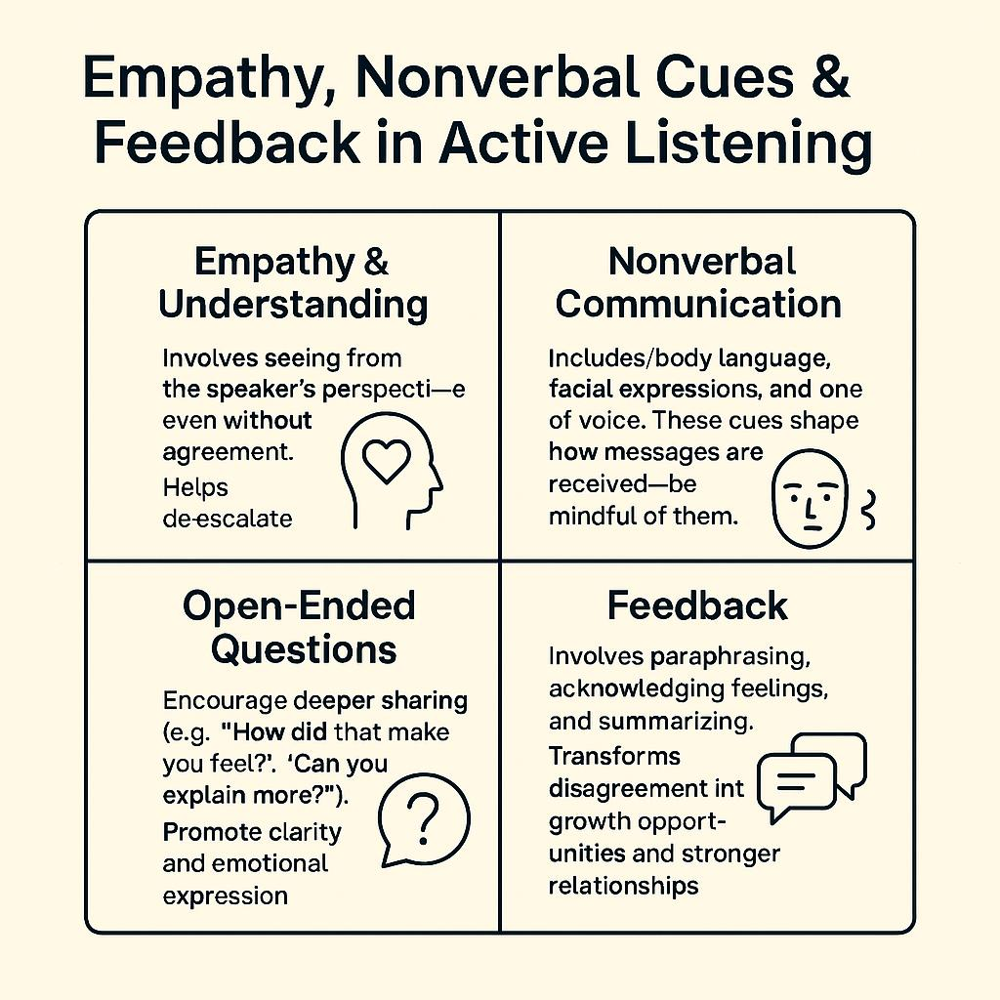 Empathy, Nonverbal Cues &
Feedback in Active Listening
Empathy &
Understanding
Involves seeing from
the speaker's perspecti—e
even without
agreement.
Helps
de-escalate
Nonverbal
Communication
Includes/body language,
facial expressions, and one
of voice. These cues shape
how messages are
received—be
mindful of them.
Open-Ended
Questions
Encourage deeper sharing
(e.g. "How did that make
you feel?'. 'Can you
explain more?").
Promote clarity
and emotional
expression
Feedback
Involves paraphrasing,
acknowledging feelings,
and summarizing.
Transforms
disagreement int
growth opport-
unities and stronger
relationships